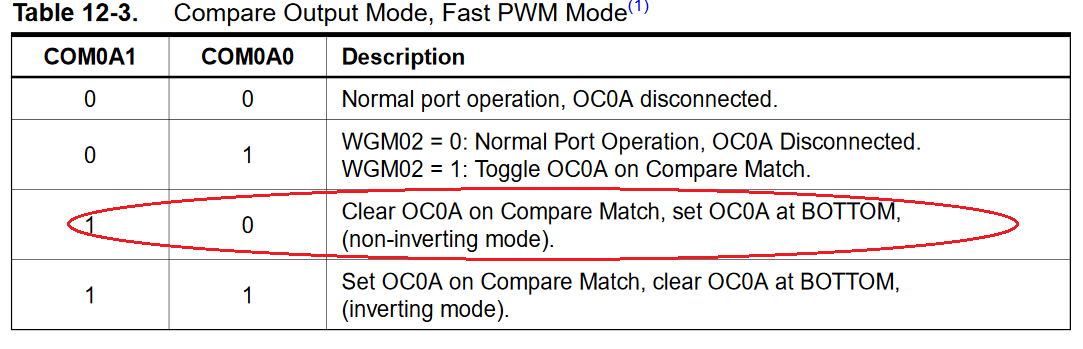 Table 12-3. Compare Output Mode, Fast PWM Mode(1)
COM0A1 COM0A0 Description
0 0 Normal port operation, OC0A disconnected.
0 1 WGM02 = 0: Normal Port Operation, OC0A Disconnected.
WGM02 = 1: Toggle OC0A on Compare Match.
1 0 Clear OC0A on Compare Match, set OC0A at BOTTOM,
(non-inverting mode).
1 1 Set OC0A on Compare Match, clear OC0A at BOTTOM,
(inverting mode).